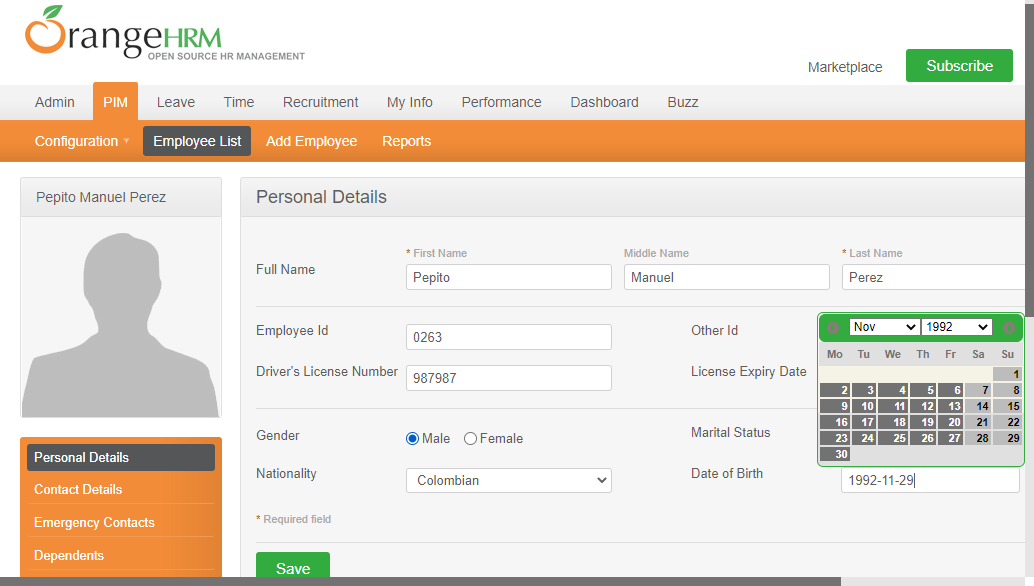 OrangeHRM
OPEN SOURCE HR MANAGEMENT
Marketplace
Subscribe
Admin PIM Leave Time Recruitment My Info Performance Dashboard Buzz
Configuration Employee List Add Employee Reports
Pepito Manuel Perez
Personal Details
* First Name Middle Name * Last Name
Full Name Pepito Manuel Perez
Employee Id 0263 Other Id
Driver's License Number 987987 License Expiry Date
Nov 1992
Mo Tu We Th Fr Sa Su
1
2 3 4 5 6 7 8
9 10 11 12 13 14 15
16 17 18 19 20 21 22
23 24 25 26 27 28 29
30
Gender Male Female Marital Status
Nationality Colombian Date of Birth 1992-11-29
* Required field
Save
Personal Details
Contact Details
Emergency Contacts
Dependents